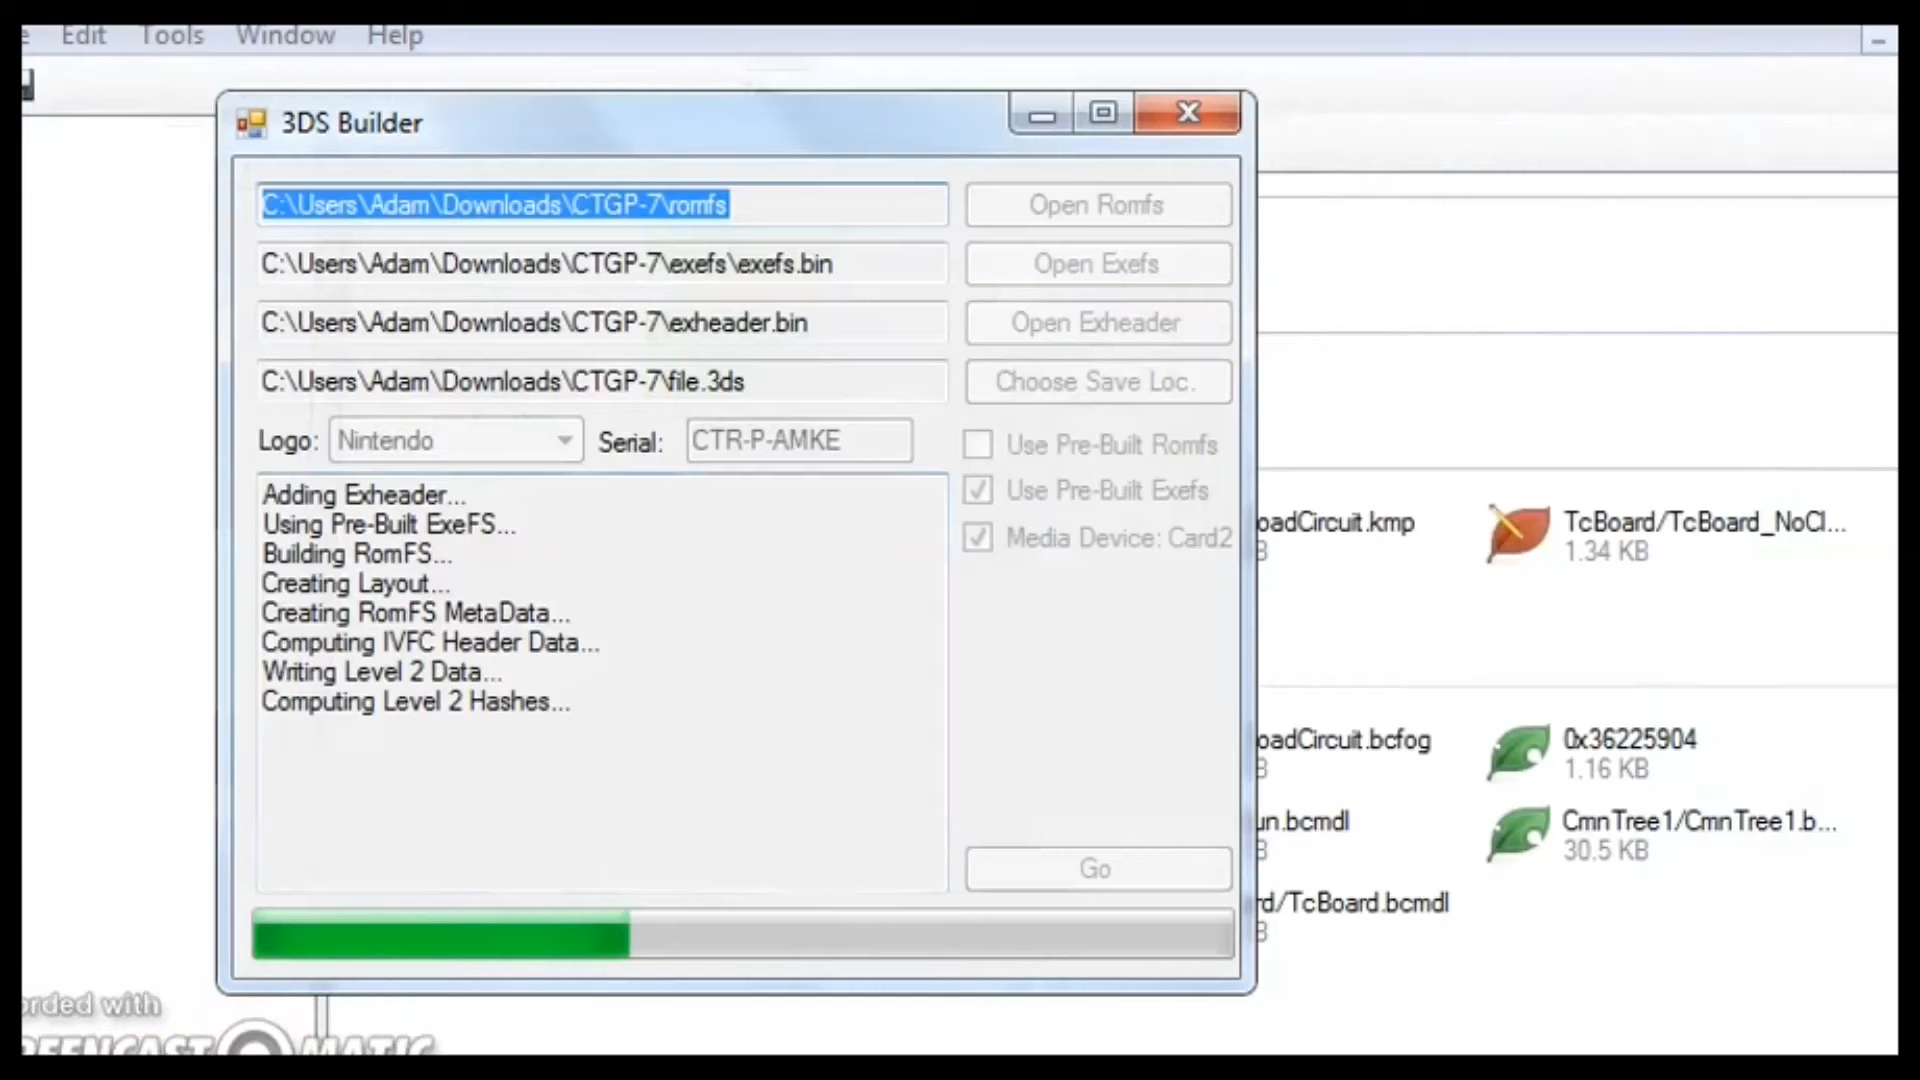 Edit Tools Window Help
3DS Builder
C:\Users\Adam\Downloads\CTGP-7\romfs
Open Romfs
C:\Users\Adam\Downloads\CTGP-7\exefs\exefs.bin
Open Exefs
C:\Users\Adam\Downloads\CTGP-7\exheader.bin
Open Exheader
C:\Users\Adam\Downloads\CTGP-7\file.3ds
Choose Save Loc.
Logo: Nintendo Serial: CTR-P-AMKE
Use Pre-Built Romfs
Use Pre-Built Exefs
Media Device: Card2
Adding Exheader...
Using Pre-Built ExeFS...
Building RomFS...
Creating Layout...
Creating RomFS MetaData...
Computing IVFC Header Data...
Writing Level 2 Data...
Computing Level 2 Hashes...
Go
oadCircuit.kmp
TcBoard/TcBoard_NoCl...
1.34 KB
oadCircuit.bcfog
0x36225904
1.16 KB
un.bcmdl
CmnTree1/CmnTree1.b...
30.5 KB
rd/TcBoard.bcmdl
orded with
REENCAST MATIC